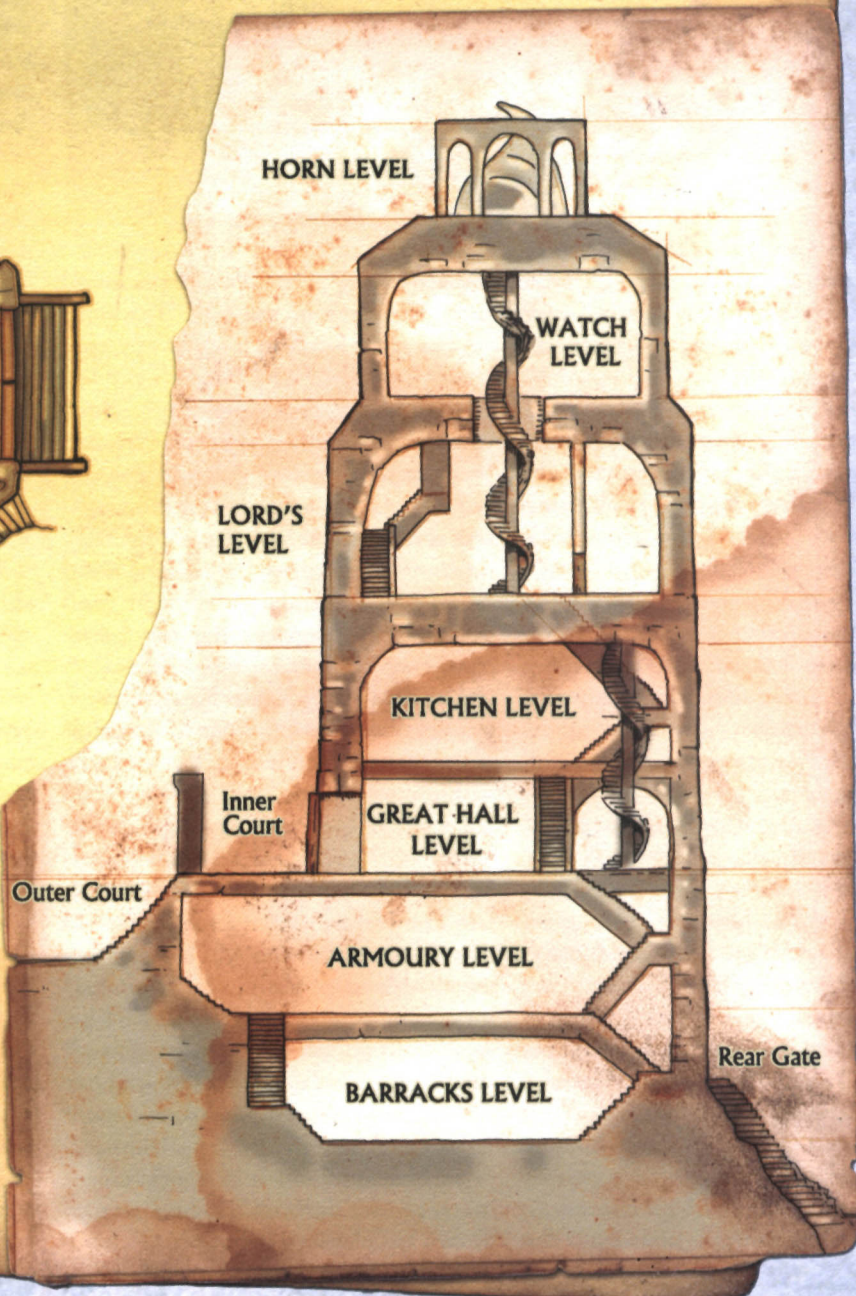 HORN LEVEL
WATCH
LEVEL
LORD'S
LEVEL
KITCHEN LEVEL
Inner
Court
GREAT HALL
LEVEL
Outer Court
ARMOURY LEVEL
Rear Gate
BARRACKS LEVEL